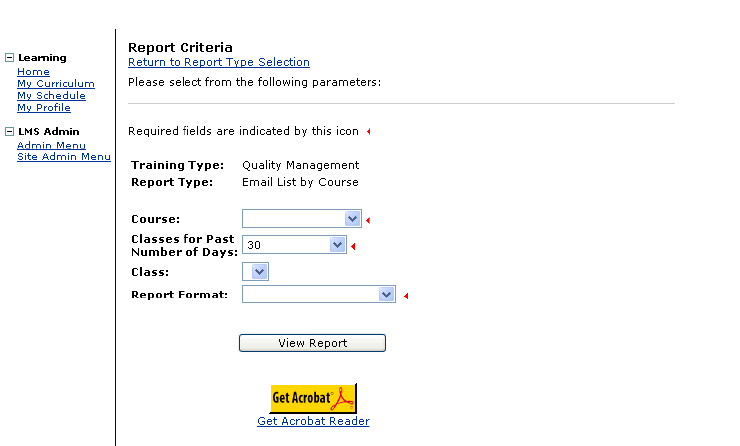 Learning
Home
My Curriculum
My Schedule
My Profile
LMS Admin
Admin Menu
Site Admin Menu
Report Criteria
Return to Report Type Selection
Please select from the following parameters:
Required fields are indicated by this icon
Training Type: Quality Management
Report Type: Email List by Course
Course:
Classes for Past
Number of Days: 30
Class:
Report Format:
View Report
Get Acrobat®
Get Acrobat Reader